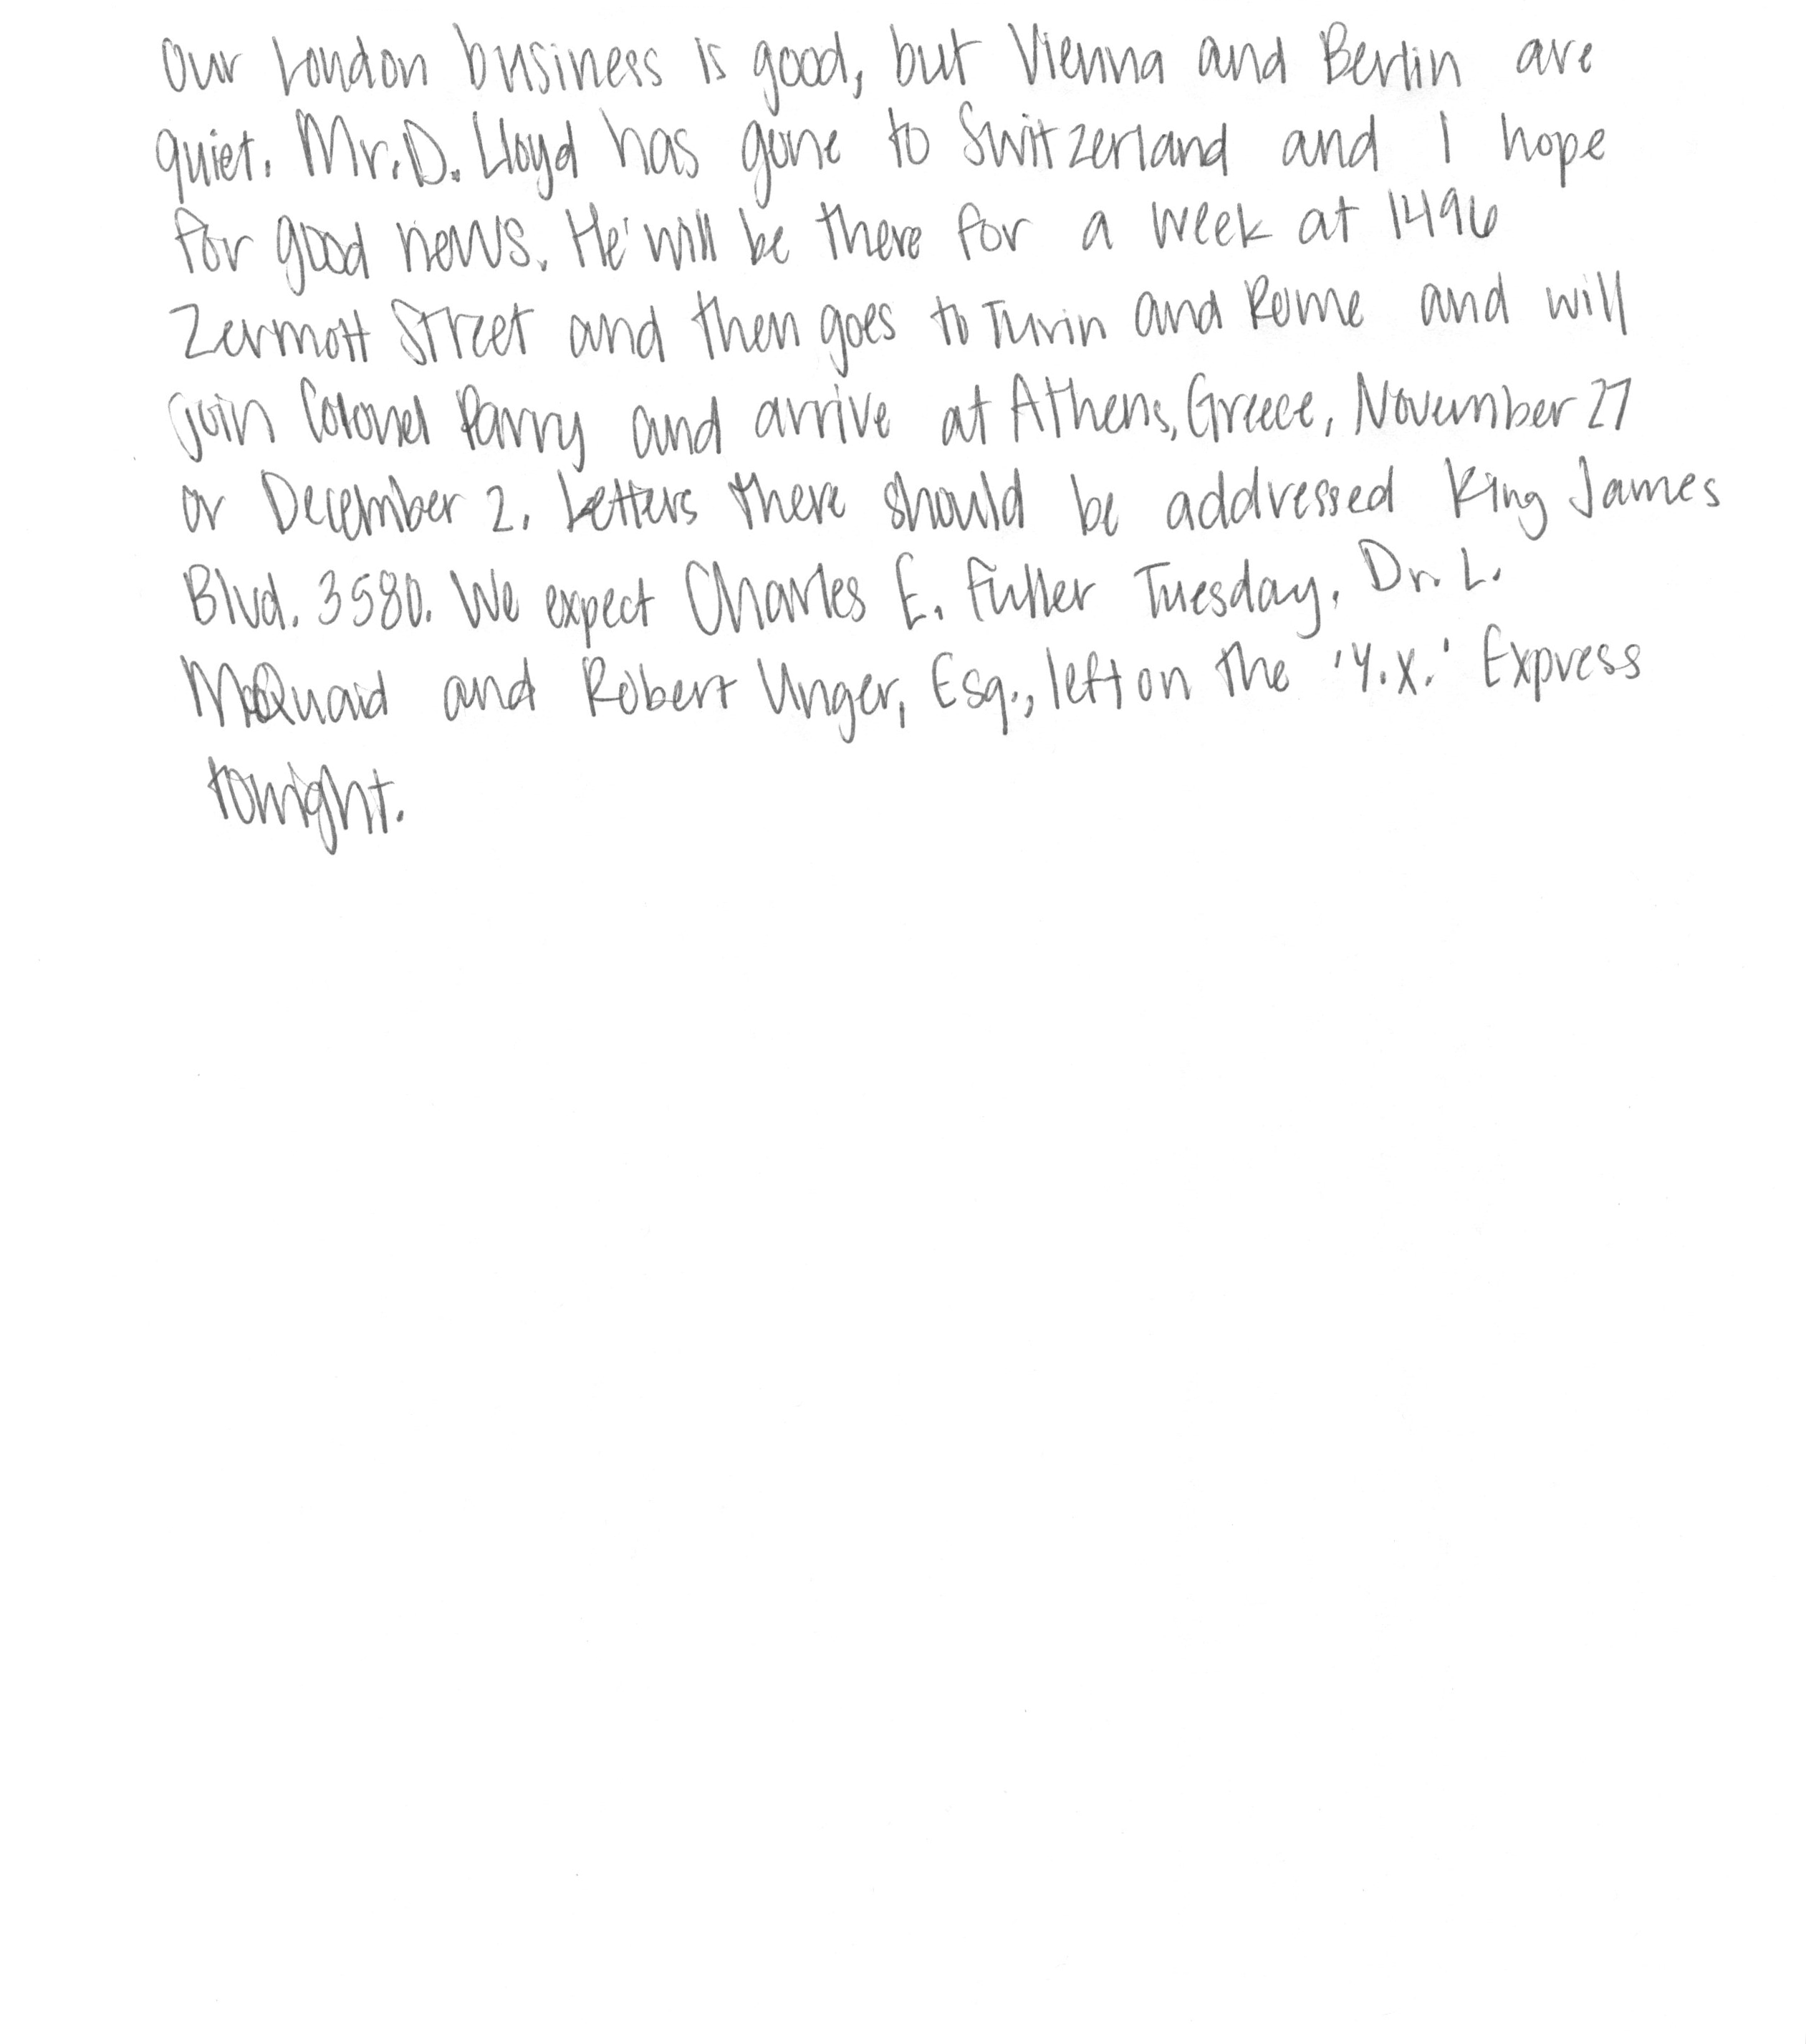 Our London business is good, but Vienna and Berlin are
quiet. Mr. D. Lloyd has gone to Switzerland and I hope
for good news. He will be there for a week at 1496
Zermott Street and then goes to Turin and Rome and will
join Colonel Parry and arrive at Athens, Greece, November 27
or December 2. Letters there should be addressed King James
Blvd. 3580. We expect Charles E. Fuller Tuesday. Dr. L.
McQuaid and Robert Unger, Esq., left on the 'Y.X.' Express
tonight.